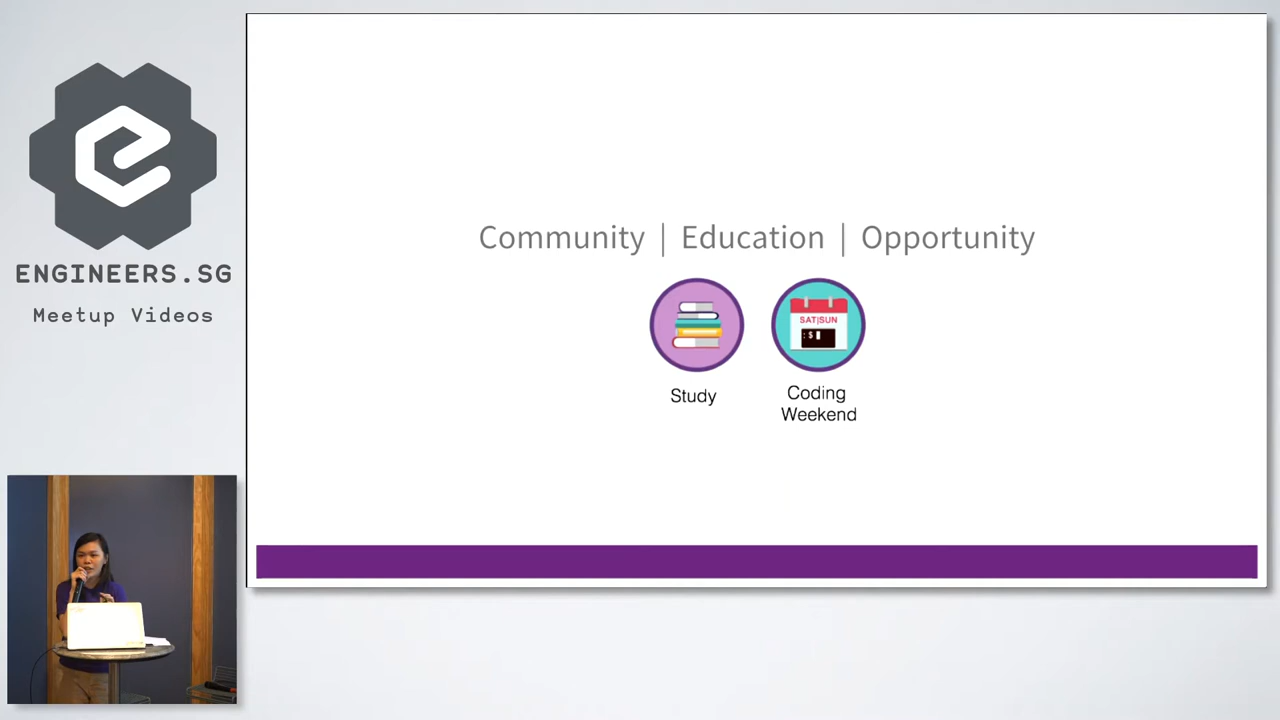 ENGINEERS.SG
Meetup Videos
Community | Education | Opportunity
SAT|SUN
:$
Study
Coding
Weekend